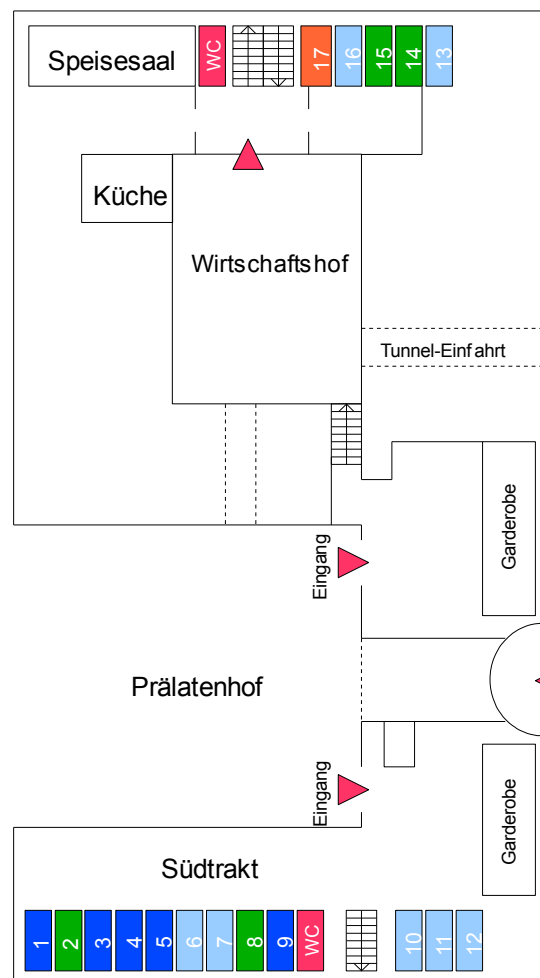 Speisesaal
WC
17
16
15
14
13
Küche
Wirtschaftshof
Tunnel-Einfahrt
Garderobe
Eingang
Prälatenhof
Eingang
Garderobe
Südtrakt
1
2
3
4
5
6
7
8
9
WC
10
11
12